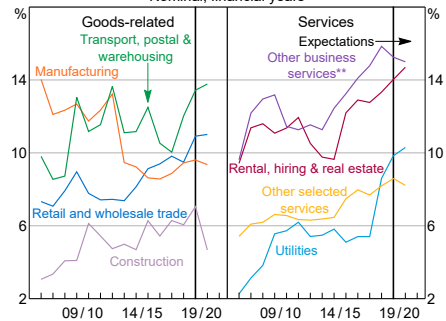 Nominal, financial years
%
Goods-related
Services
%
Transport, postal &
warehousing
Expectations
Manufacturing
Other business
services**
14
14
10
10
Rental, hiring & real estate
Retail and wholesale trade
Other selected
services
6
6
Construction
Utilities
2
2
09 / 10
14 / 15
19 / 20
09 / 10
14 / 15
19 / 20